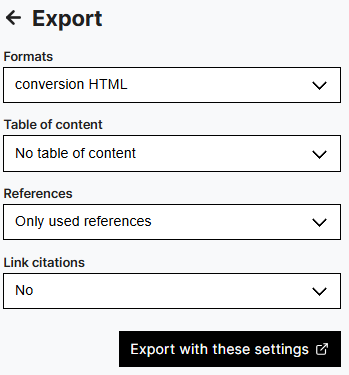 Export
Formats
conversion HTML
Table of content
No table of content
References
Only used references
Link citations
No
Export with these settings